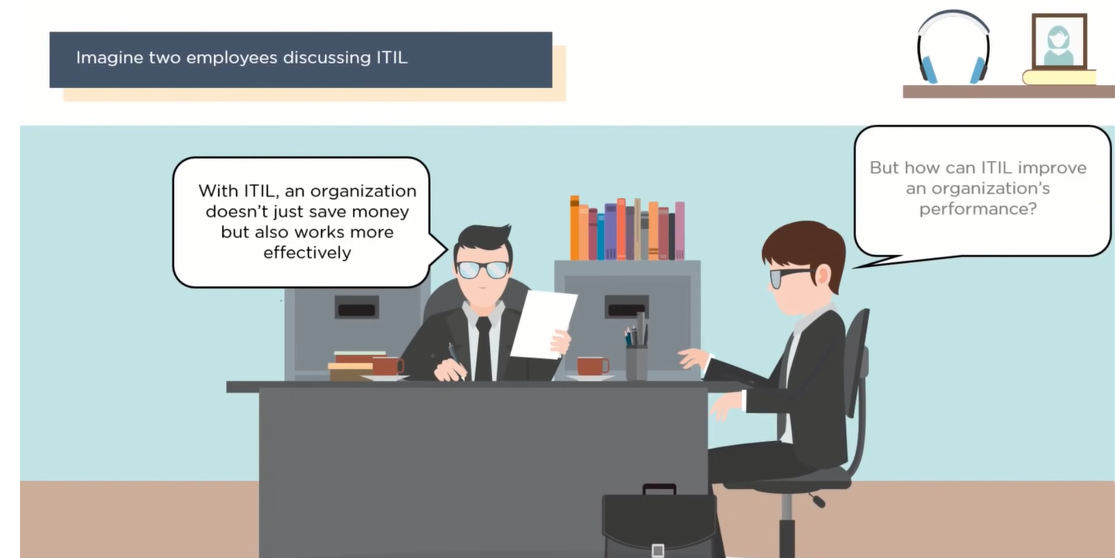 Imagine two employees discussing ITIL
With ITIL, an organization
doesn't just save money
but also works more
effectively
But how can ITIL improve
an organization's
performance?